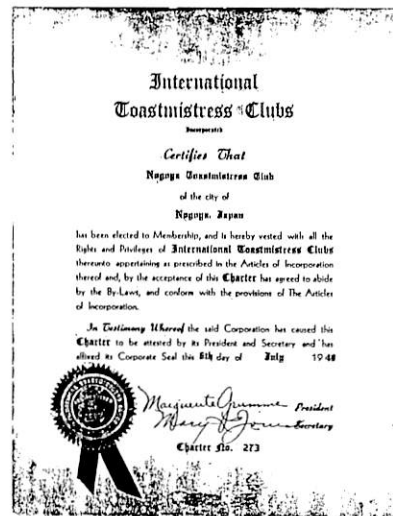 International
Toastmistress Clubs
Incorporated
Certifies That
Nagoya Toastmistress Club
of the city of
Nagoya, Japan
has been elected to Membership, and is hereby vested with all the
Rights and Privileges of International Toastmistress Clubs
thereunto appertaining as prescribed in the Articles of Incorporation
thereof and, by the acceptance of this Charter has agreed to abide
by the By-Laws, and conform with the provisions of The Articles
of Incorporation.
In Testimony Whereof the said Corporation has caused this
Charter to be attested by its President and Secretary and has
affixed its Corporate Seal this 6th day of July 1948
Marguerite Grumme President
Mary Secretary
Charter No. 273